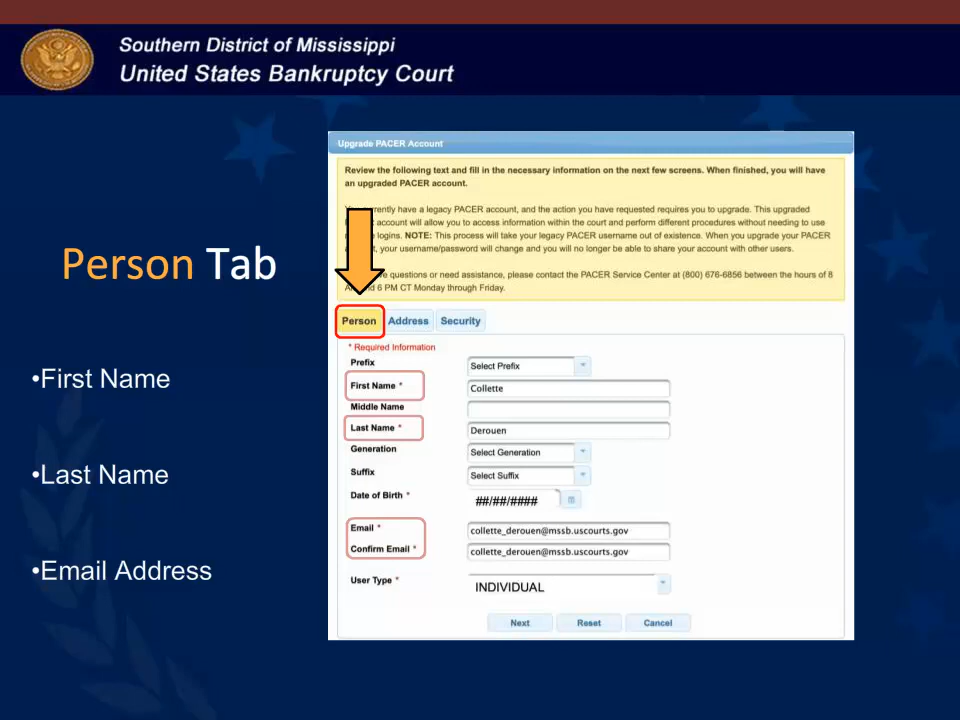 Southern District of Mississippi
United States Bankruptcy Court
Person Tab
•First Name
•Last Name
•Email Address
Upgrade PACER Account
Review the following text and fill in the necessary information on the next few screens. When finished, you will have
an upgraded PACER account.
rently have a legacy PACER account, and the action you have requested requires you to upgrade. This upgraded
account will allow you to access information within the court and perform different procedures without needing to use
logins. NOTE: This process will take your legacy PACER username out of existence. When you upgrade your PACER
t, your username/password will change and you will no longer be able to share your account with other users.
e questions or need assistance, please contact the PACER Service Center at (800) 676-6856 between the hours of 8
d 6 PM CT Monday through Friday.
Person Address Security
* Required Information
Prefix Select Prefix
First Name * Collette
Middle Name
Last Name * Derouen
Generation Select Generation
Suffix Select Suffix
Date of Birth * ##/##/####
Email * collette_derouen@mssb.uscourts.gov
Confirm Email * collette_derouen@mssb.uscourts.gov
User Type * INDIVIDUAL
Next Reset Cancel